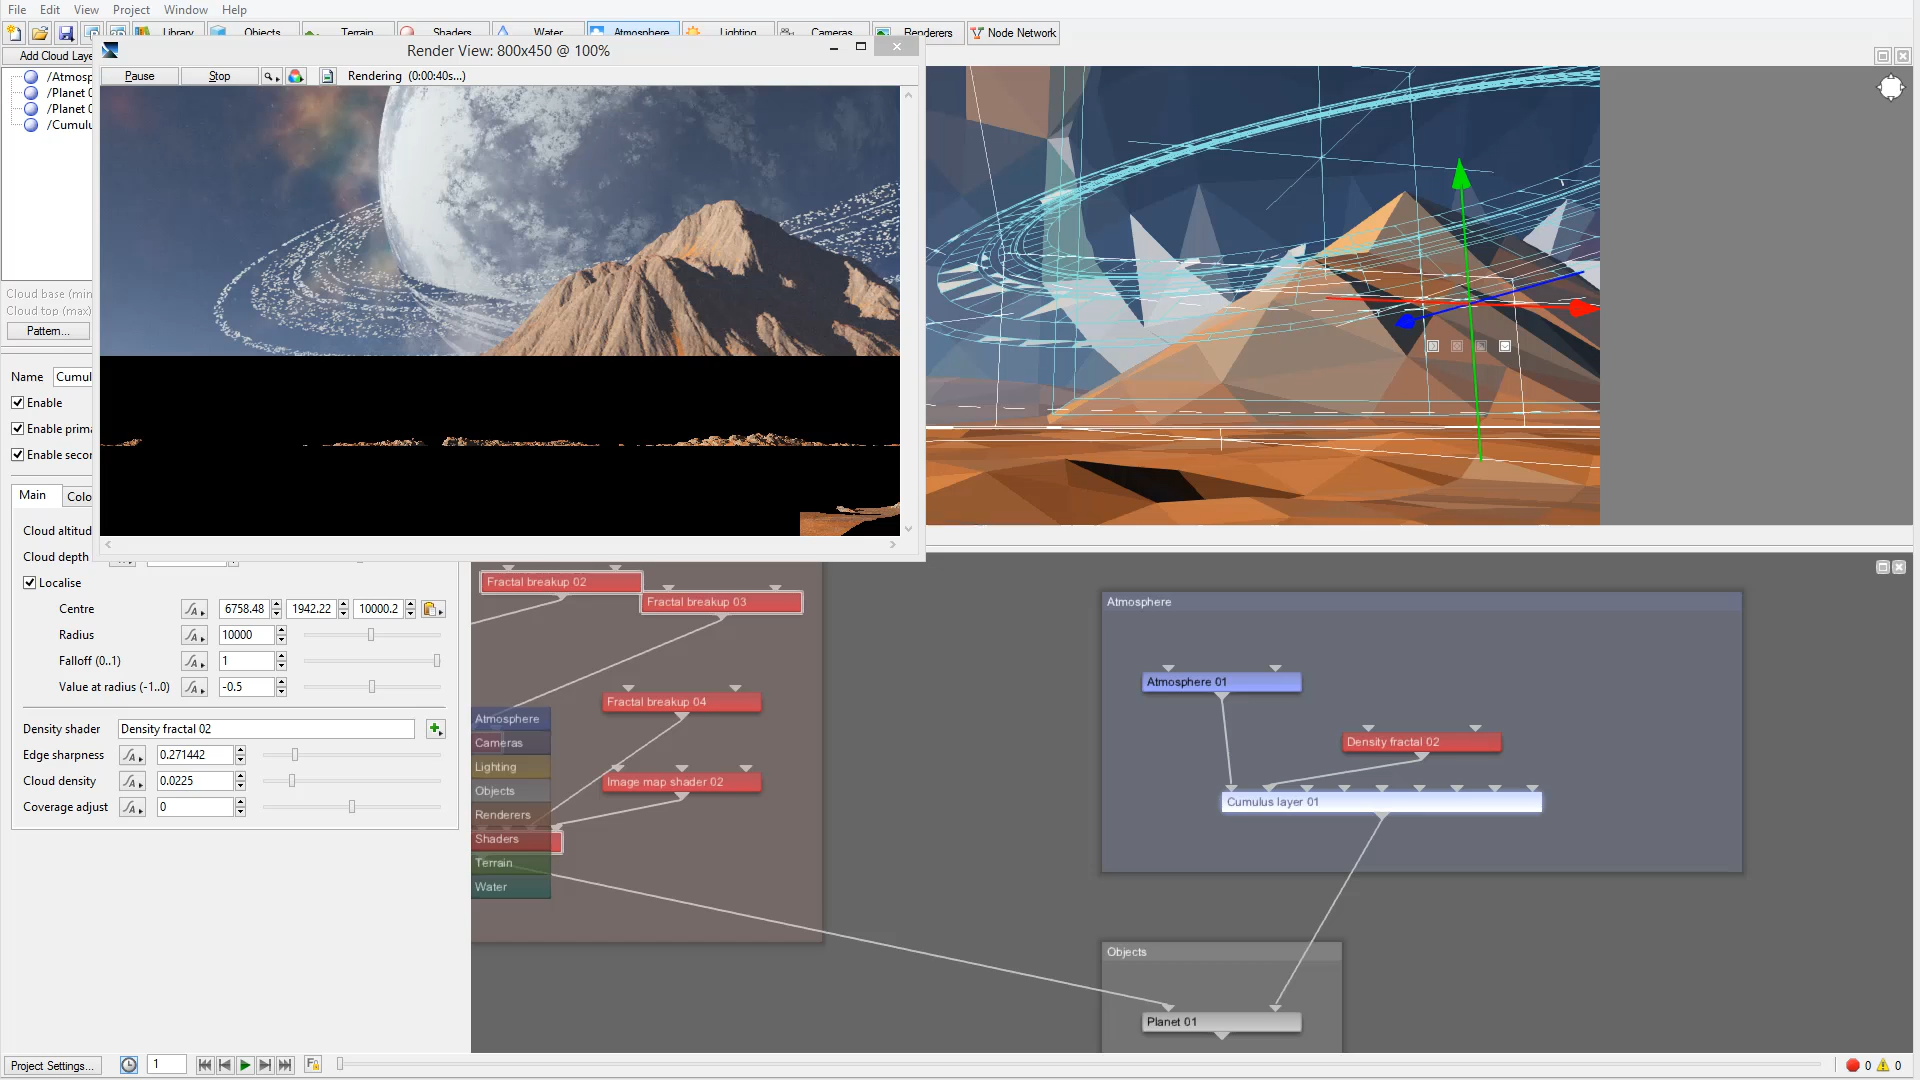 File Edit View Project Window Help
Library Objects Terrain Shaders Water Atmosphere Lighting Cameras Renderers Node Network
Add Cloud Laye
Render View: 800x450 @ 100%
Pause Stop Rendering (0:00:40s...)
/Atmosp
/Planet 0
/Planet 0
/Cumulu
Cloud base (min
Cloud top (max)
Pattern...
Name Cumul
Enable
Enable prima
Enable secor
Main Colo
Cloud altitud
Cloud depth
Localise
Centre 6758.48 1942.22 10000.2
Radius 10000
Falloff (0..1) 1
Value at radius (-1..0) -0.5
Density shader Density fractal 02
Edge sharpness 0.271442
Cloud density 0.0225
Coverage adjust 0
Fractal breakup 02
Fractal breakup 03
Fractal breakup 04
Image map shader 02
Atmosphere
Cameras
Lighting
Objects
Renderers
Shaders
Terrain
Water
Atmosphere
Atmosphere 01
Density fractal 02
Cumulus layer 01
Objects
Planet 01
Project Settings... 1 F 0 0